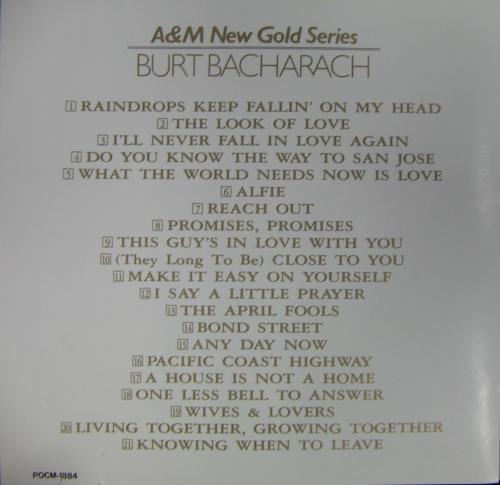 A&M New Gold Series
BURT BACHARACH
1 RAINDROPS KEEP FALLIN' ON MY HEAD
2 THE LOOK OF LOVE
3 I'LL NEVER FALL IN LOVE AGAIN
4 DO YOU KNOW THE WAY TO SAN JOSE
5 WHAT THE WORLD NEEDS NOW IS LOVE
6 ALFIE
7 REACH OUT
8 PROMISES, PROMISES
9 THIS GUY'S IN LOVE WITH YOU
10 (They Long To Be) CLOSE TO YOU
11 MAKE IT EASY ON YOURSELF
12 I SAY A LITTLE PRAYER
13 THE APRIL FOOLS
14 BOND STREET
15 ANY DAY NOW
16 PACIFIC COAST HIGHWAY
17 A HOUSE IS NOT A HOME
18 ONE LESS BELL TO ANSWER
19 WIVES & LOVERS
20 LIVING TOGETHER, GROWING TOGETHER
21 KNOWING WHEN TO LEAVE
POCM-1884